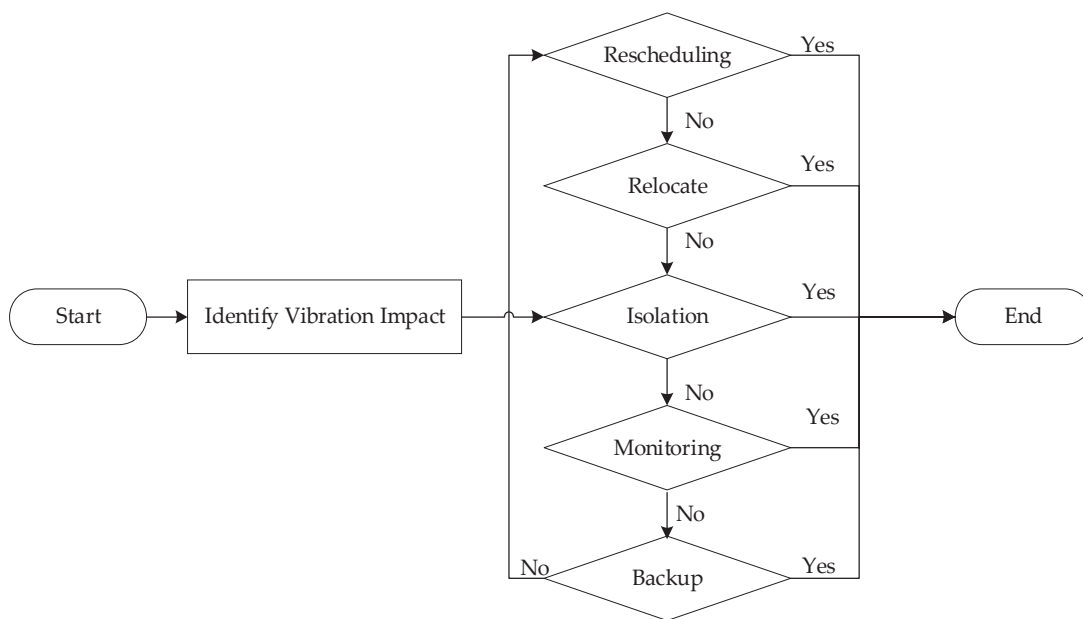 Rescheduling
Yes
No
Relocate
Yes
No
Start
Identify Vibration Impact
Isolation
Yes
End
No
Monitoring
Yes
No
No
Backup
Yes